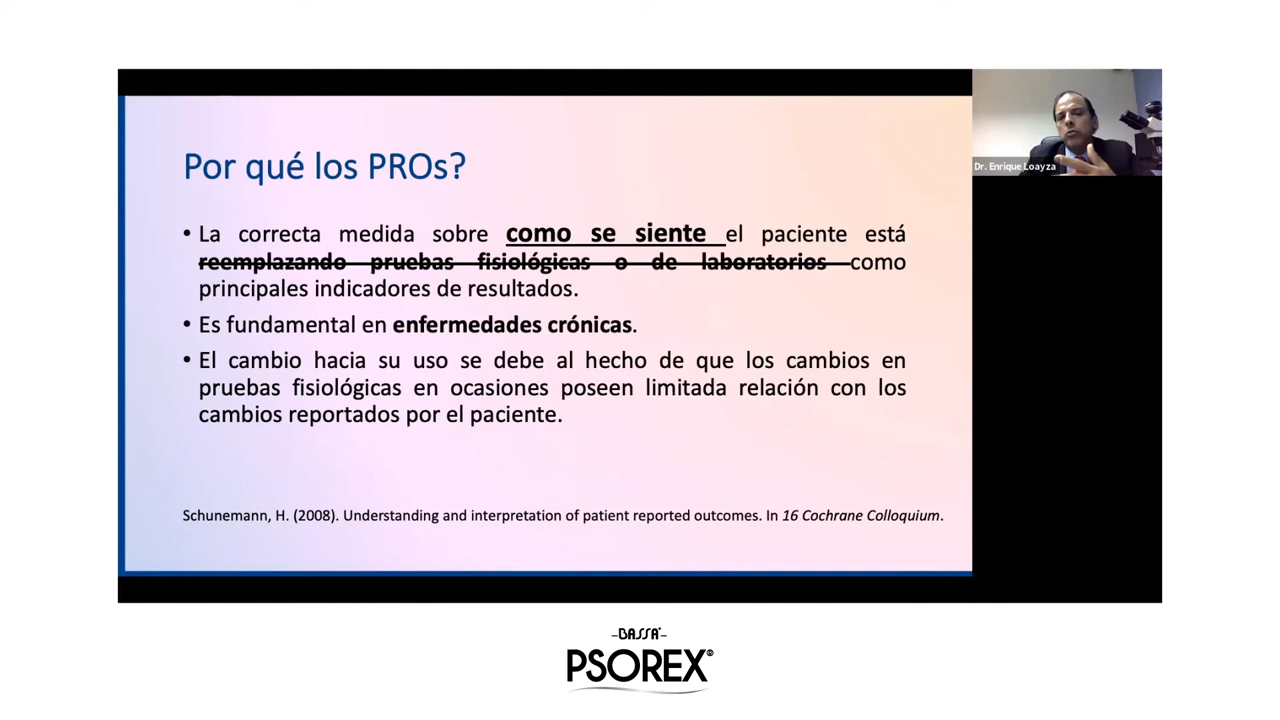 Por qué los PROs?
• La correcta medida sobre como se siente el paciente está
reemplazando pruebas fisiológicas o de laboratorios como
principales indicadores de resultados.
• Es fundamental en enfermedades crónicas.
• El cambio hacia su uso se debe al hecho de que los cambios en
pruebas fisiológicas en ocasiones poseen limitada relación con los
cambios reportados por el paciente.
Schunemann, H. (2008). Understanding and interpretation of patient reported outcomes. In 16 Cochrane Colloquium.
Dr. Enrique Loayza
BASSA
PSOREX®